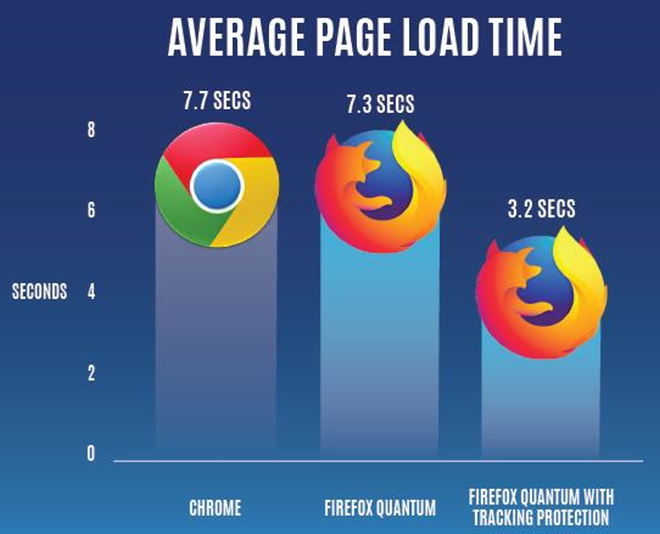 AVERAGE PAGE LOAD TIME
7.7 SECS
7.3 SECS
3.2 SECS
8
6
SECONDS 4
2
0
CHROME
FIREFOX QUANTUM
FIREFOX QUANTUM WITH
TRACKING PROTECTION